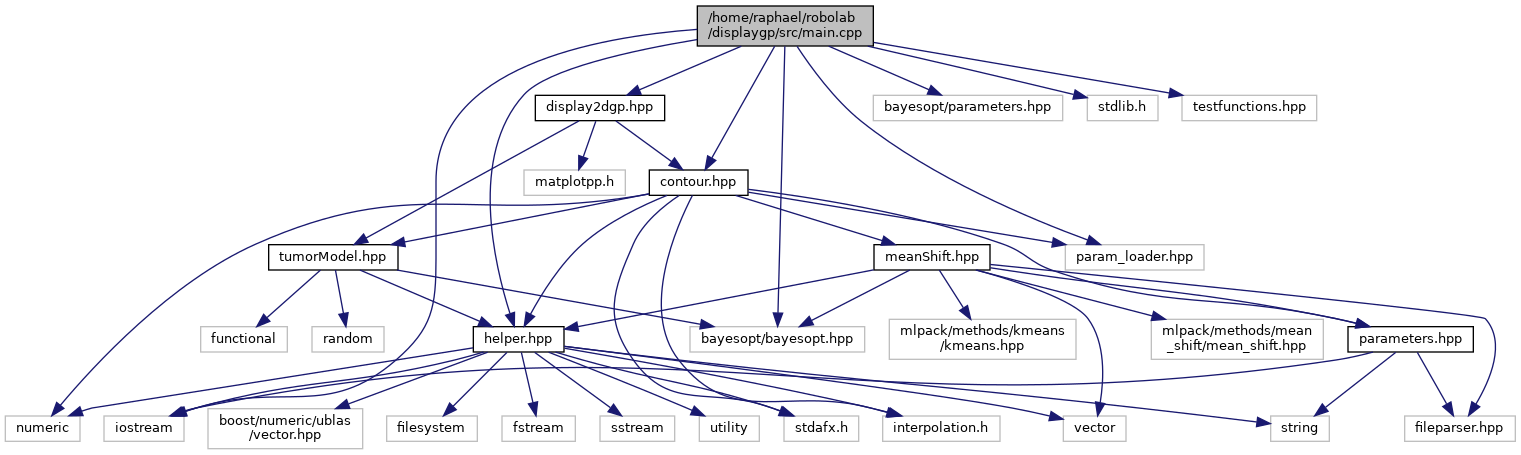 /home/raphael/robolab
/displaygp/src/main.cpp
display2dgp.hpp
bayesopt/parameters.hpp
stdlib.h
testfunctions.hpp
matplotpp.h
contour.hpp
tumorModel.hpp
meanShift.hpp
param_loader.hpp
functional
random
helper.hpp
bayesopt/bayesopt.hpp
mlpack/methods/kmeans
/kmeans.hpp
mlpack/methods/mean
_shift/mean_shift.hpp
parameters.hpp
numeric
iostream
boost/numeric/ublas
/vector.hpp
filesystem
fstream
sstream
utility
stdafx.h
interpolation.h
vector
string
fileparser.hpp